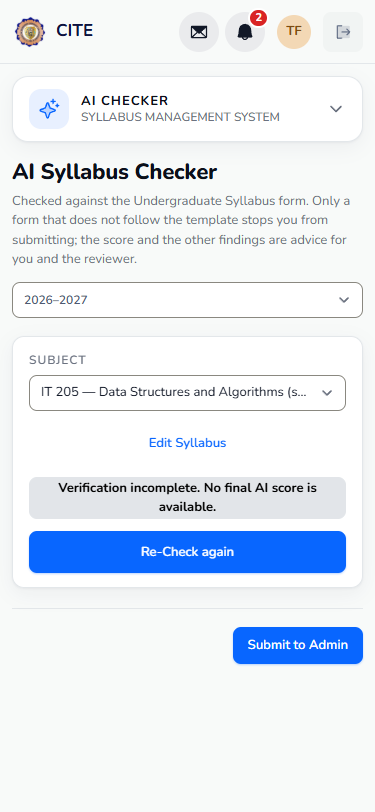 CITE
2
TF
AI CHECKER
SYLLABUS MANAGEMENT SYSTEM
AI Syllabus Checker
Checked against the Undergraduate Syllabus form. Only a
form that does not follow the template stops you from
submitting; the score and the other findings are advice for
you and the reviewer.
2026–2027
SUBJECT
IT 205 — Data Structures and Algorithms (s...
Edit Syllabus
Verification incomplete. No final AI score is
available.
Re-Check again
Submit to Admin